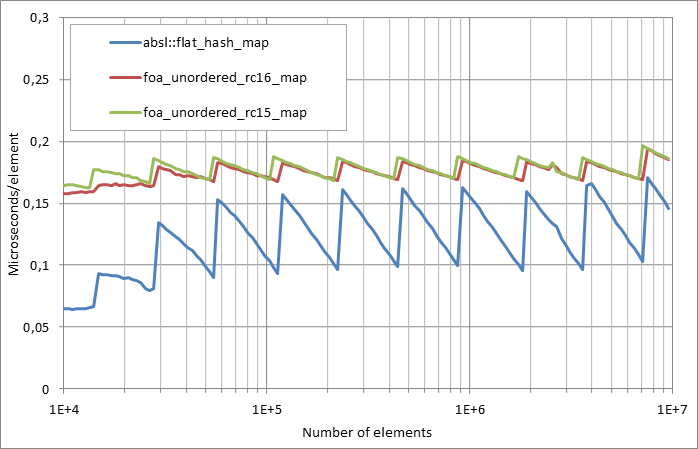 0,3
absl::flat_hash_map
0,25
foa_unordered_rc16_map
foa_unordered_rc15_map
0,2
Microseconds/element
0,15
0,1
0,05
0
1E+4 1E+5 1E+6 1E+7
Number of elements